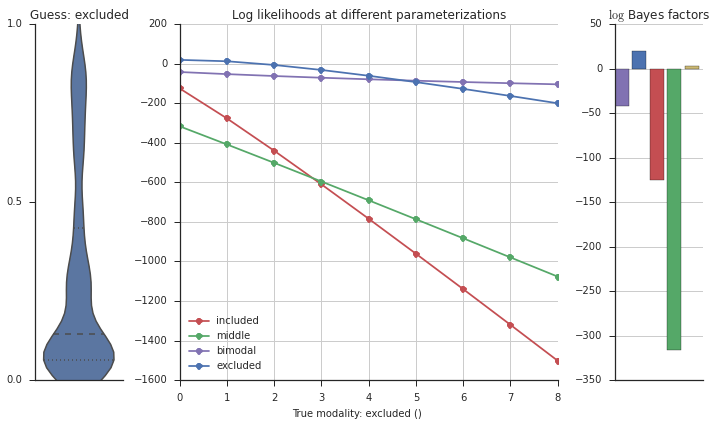 Guess: excluded
1.0
0.5
0.0
Log likelihoods at different parameterizations
200
0
−200
−400
−600
−800
−1000
−1200
−1400
−1600
included
middle
bimodal
excluded
0 1 2 3 4 5 6 7 8
True modality: excluded ()
log Bayes factors
50
0
−50
−100
−150
−200
−250
−300
−350